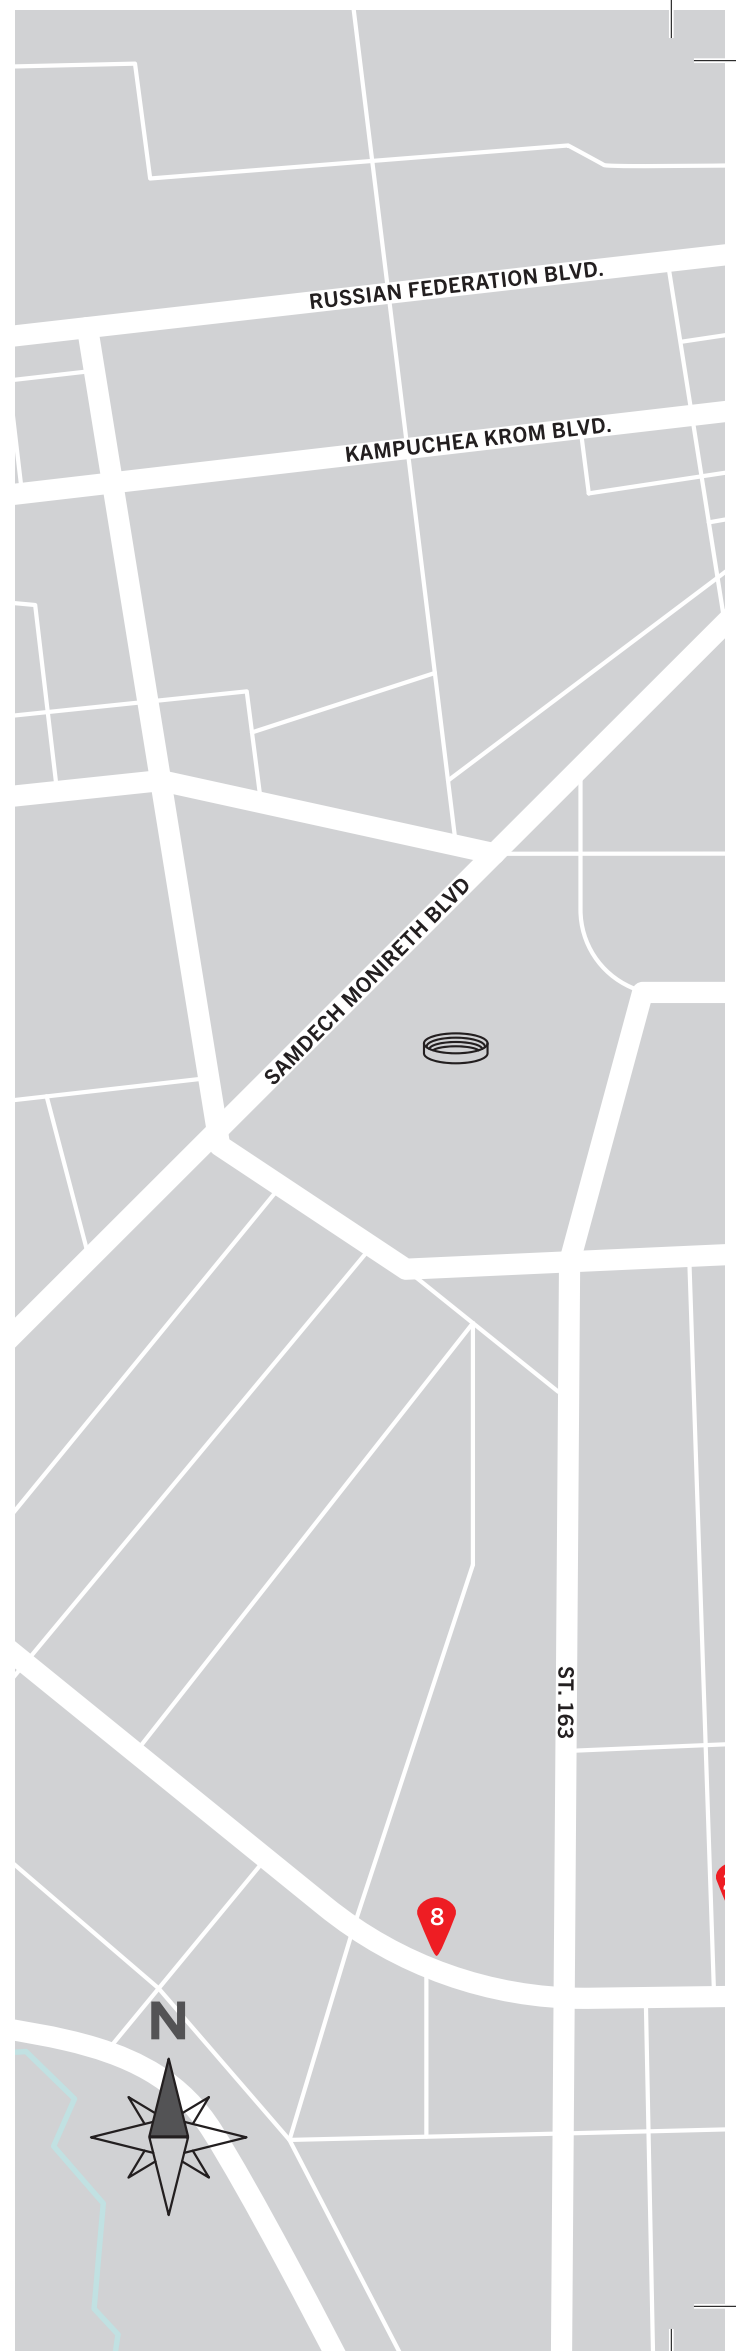 RUSSIAN FEDERATION BLVD.
KAMPUCHEA KROM BLVD.
SAMDECH MONIRETH BLVD
ST. 163
8
N